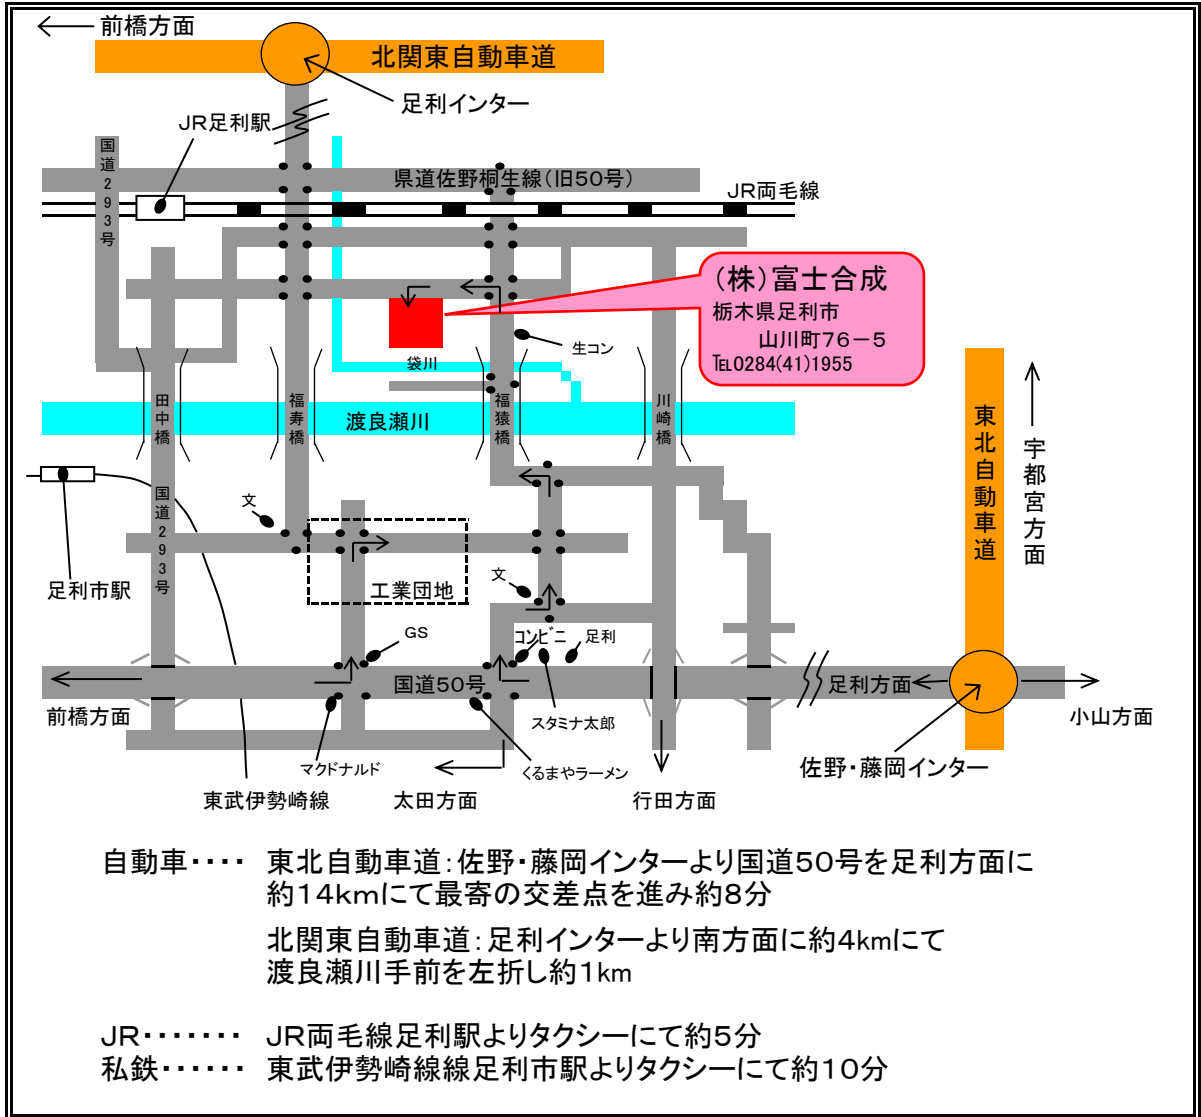 前橋方面
北関東自動車道
足利インター
JR足利駅
国道293号
県道佐野桐生線(旧50号)
JR両毛線
(株)富士合成
栃木県足利市
山川町76-5
℡0284(41)1955
生コン
袋川
田中橋
福寿橋
渡良瀬川
福猿橋
川崎橋
東北自動車道
宇都宮方面
足利市駅
国道293号
文
工業団地
文
GS
コンビニ
足利
スタミナ太郎
国道50号
足利方面
前橋方面
小山方面
マクドナルド
くるまやラーメン
佐野・藤岡インター
東武伊勢崎線
太田方面
行田方面
自動車・・・・ 東北自動車道:佐野・藤岡インターより国道50号を足利方面に
約14kmにて最寄の交差点を進み約8分
北関東自動車道:足利インターより南方面に約4kmにて
渡良瀬川手前を左折し約1km
JR・・・・・・・ JR両毛線足利駅よりタクシーにて約5分
私鉄・・・・・・ 東武伊勢崎線線足利市駅よりタクシーにて約10分